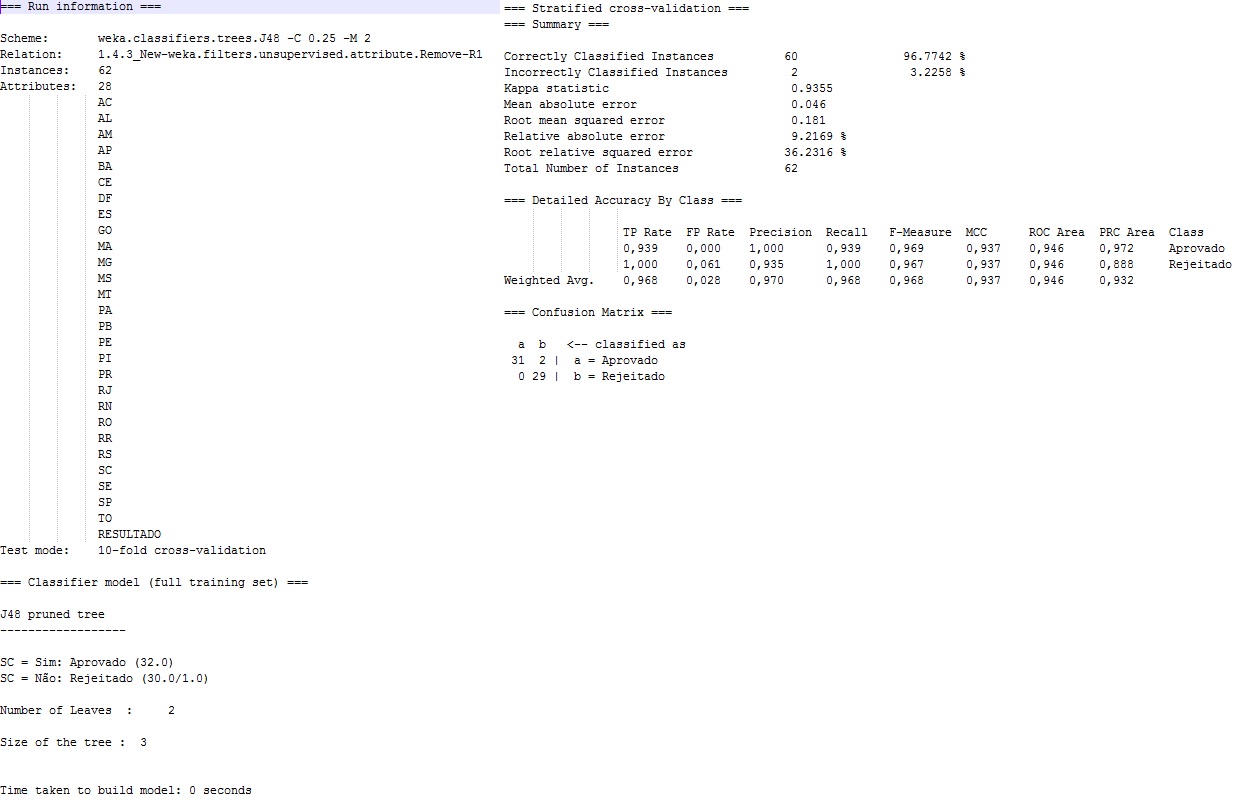 === Run information ===
Scheme: weka.classifiers.trees.J48 -C 0.25 -M 2
Relation: 1.4.3_New-weka.filters.unsupervised.attribute.Remove-R1
Instances: 62
Attributes: 28
AC
AL
AM
AP
BA
CE
DF
ES
GO
MA
MG
MS
MT
PA
PB
PE
PI
PR
RJ
RN
RO
RR
RS
SC
SE
SP
TO
RESULTADO
Test mode: 10-fold cross-validation
=== Classifier model (full training set) ===
J48 pruned tree
------------------
SC = Sim: Aprovado (32.0)
SC = Não: Rejeitado (30.0/1.0)
Number of Leaves : 2
Size of the tree : 3
Time taken to build model: 0 seconds
=== Stratified cross-validation ===
=== Summary ===
Correctly Classified Instances 60 96.7742 %
Incorrectly Classified Instances 2 3.2258 %
Kappa statistic 0.9355
Mean absolute error 0.046
Root mean squared error 0.181
Relative absolute error 9.2169 %
Root relative squared error 36.2316 %
Total Number of Instances 62
=== Detailed Accuracy By Class ===
TP Rate FP Rate Precision Recall F-Measure MCC ROC Area PRC Area Class
0,939 0,000 1,000 0,939 0,969 0,937 0,946 0,972 Aprovado
1,000 0,061 0,935 1,000 0,967 0,937 0,946 0,888 Rejeitado
Weighted Avg. 0,968 0,028 0,970 0,968 0,968 0,937 0,946 0,932
=== Confusion Matrix ===
a b <-- classified as
31 2 | a = Aprovado
0 29 | b = Rejeitado